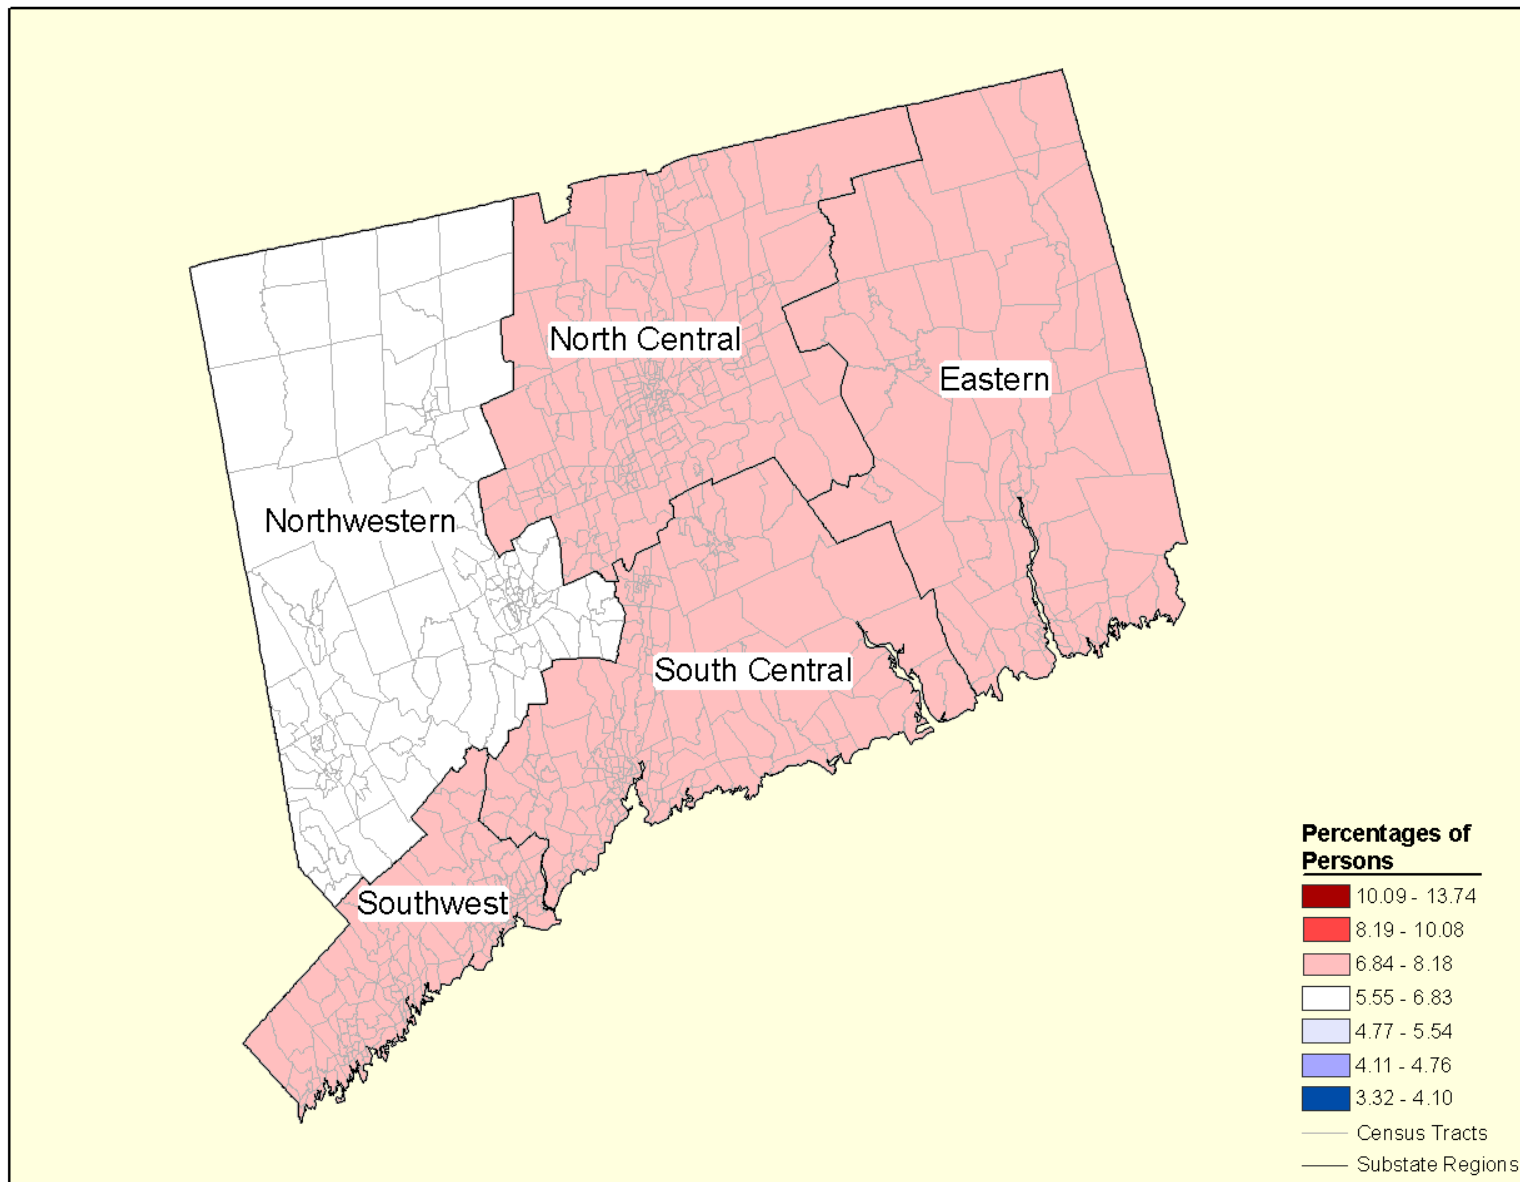 North Central
Eastern
Northwestern
South Central
Southwest
Percentages of
Persons
10.09 - 13.74
8.19 - 10.08
6.84 - 8.18
5.55 - 6.83
4.77 - 5.54
4.11 - 4.76
3.32 - 4.10
Census Tracts
Substate Regions